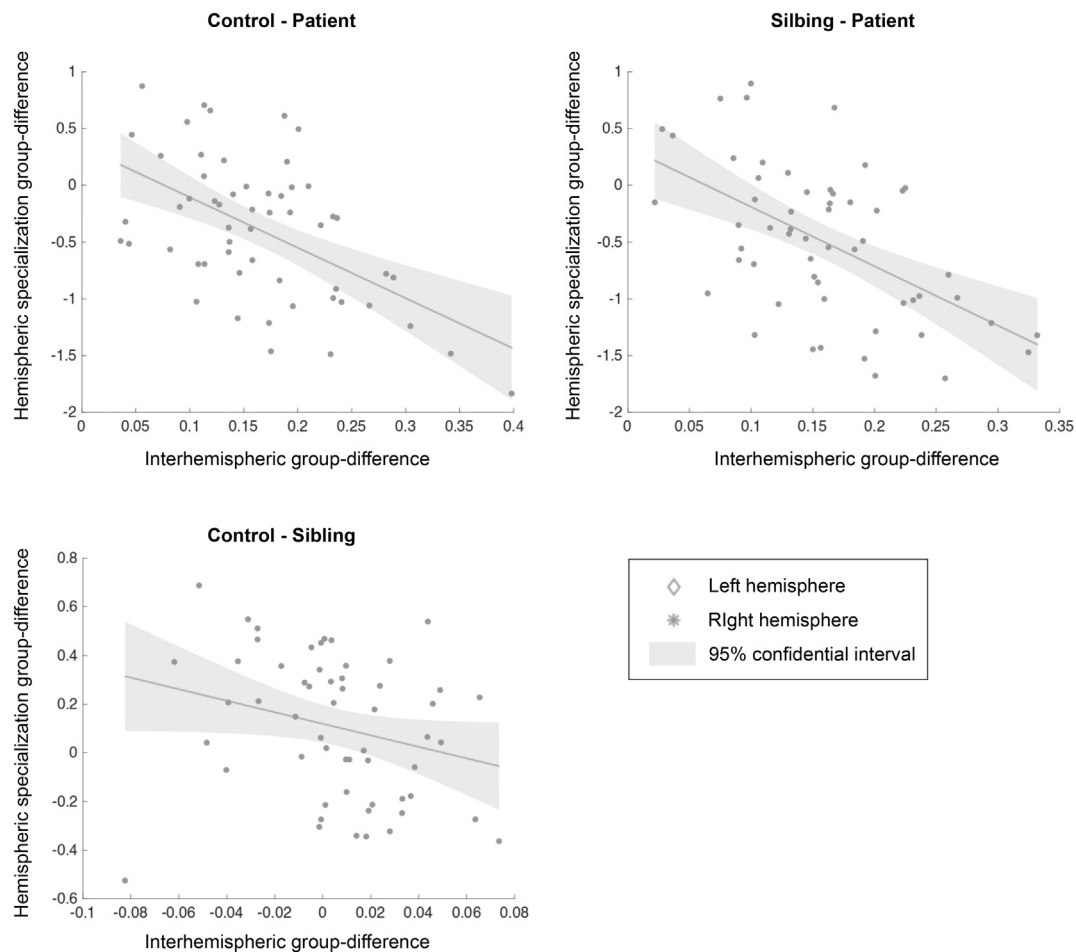 Control - Patient
Hemispheric specialization group-difference
1
0.5
0
-0.5
-1
-1.5
-2
0 0.05 0.1 0.15 0.2 0.25 0.3 0.35 0.4
Interhemispheric group-difference
Silbing - Patient
Hemispheric specialization group-difference
1
0.5
0
-0.5
-1
-1.5
-2
0 0.05 0.1 0.15 0.2 0.25 0.3 0.35
Interhemispheric group-difference
Control - Sibling
Hemispheric specialization group-difference
0.8
0.6
0.4
0.2
0
-0.2
-0.4
-0.6
-0.1 -0.08 -0.06 -0.04 -0.02 0 0.02 0.04 0.06 0.08
Interhemispheric group-difference
Left hemisphere
RIght hemisphere
95% confidential interval